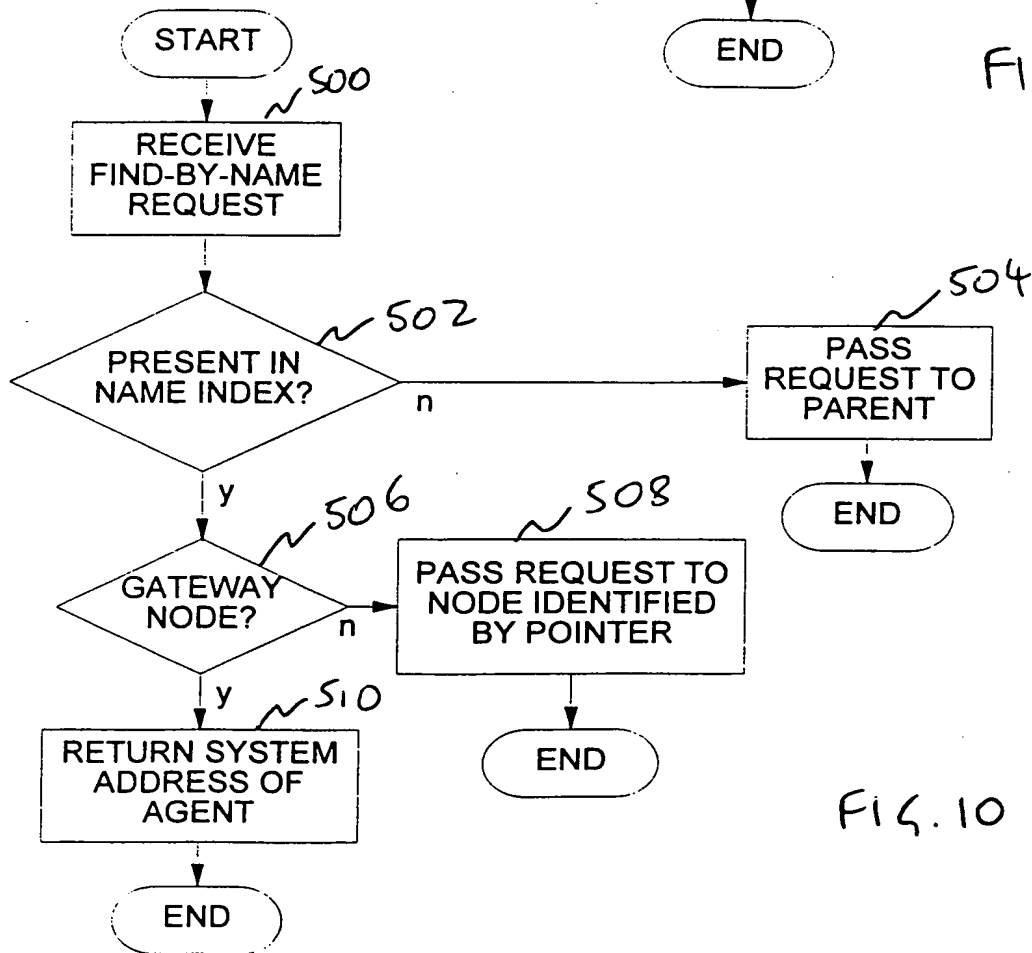 START
END
FI
500
RECEIVE
FIND-BY-NAME
REQUEST
502
PRESENT IN
NAME INDEX?
n
504
PASS
REQUEST TO
PARENT
END
y
506
GATEWAY
NODE?
n
508
PASS REQUEST TO
NODE IDENTIFIED
BY POINTER
END
y
510
RETURN SYSTEM
ADDRESS OF
AGENT
END
FIG. 10